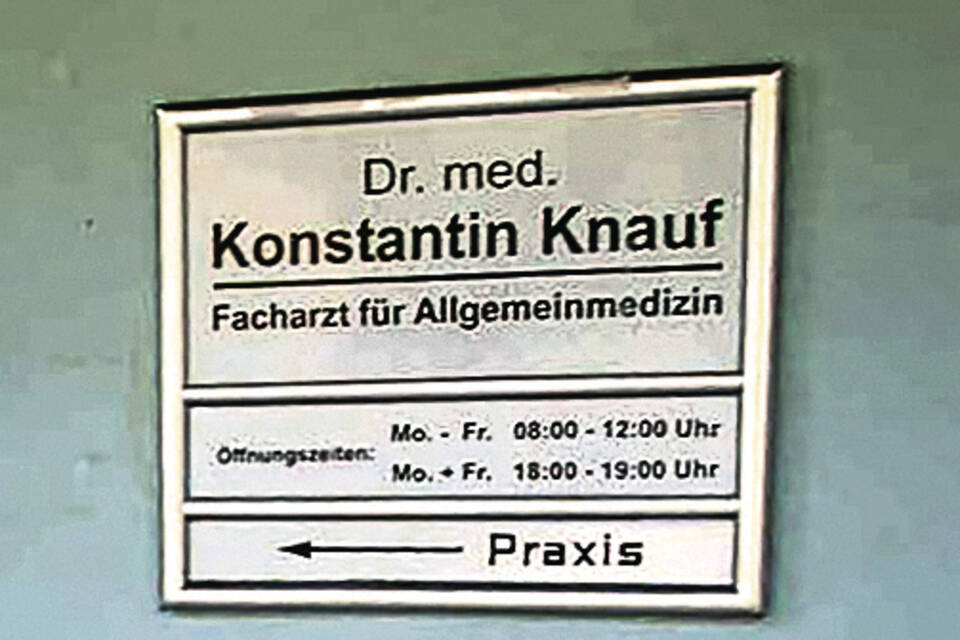 Dr. med.
Konstantin Knauf
Facharzt für Allgemeinmedizin
Öffnungszeiten: Mo. - Fr. 08:00 - 12:00 Uhr
Mo. + Fr. 18:00 - 19:00 Uhr
Praxis